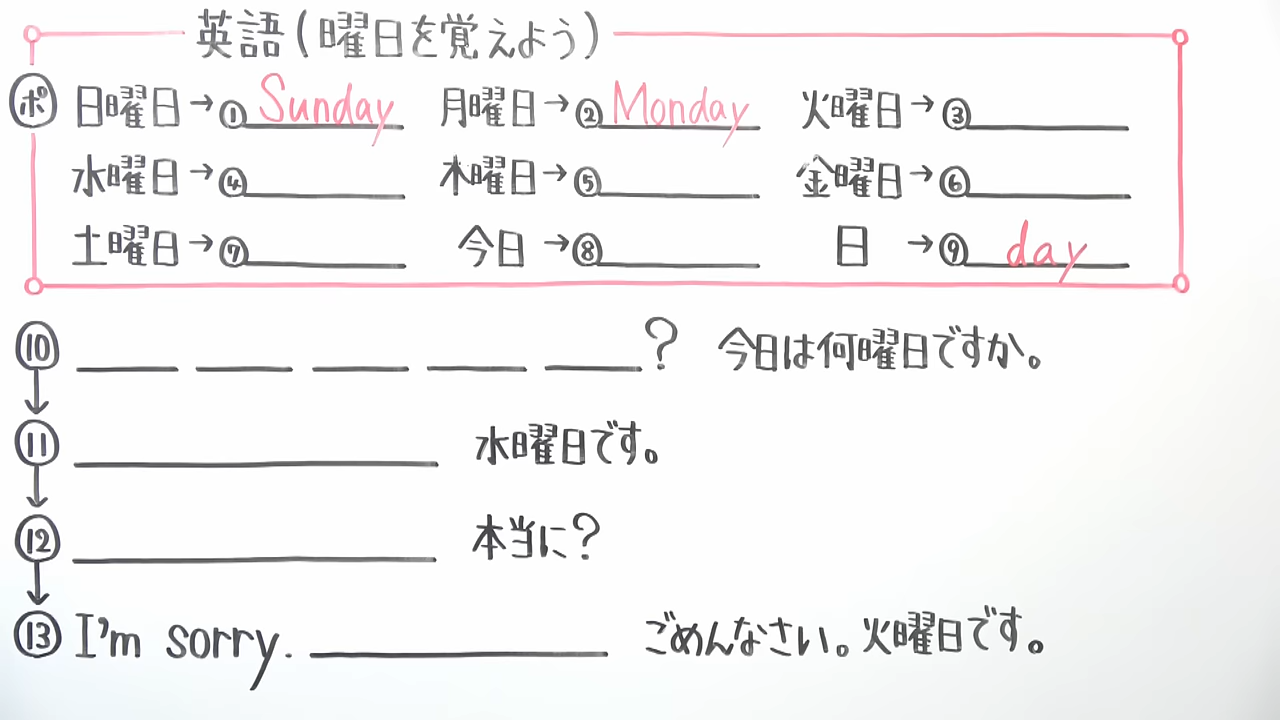 英語(曜日を覚えよう)
ポ 日曜日→① Sunday 月曜日→② Monday 火曜日→③
水曜日→④ 木曜日→⑤ 金曜日→⑥
土曜日→⑦ 今日→⑧ 日→⑨ day
⑩ ? 今日は何曜日ですか。
⑪ 水曜日です。
⑫ 本当に?
⑬ I'm sorry. ごめんなさい。火曜日です。